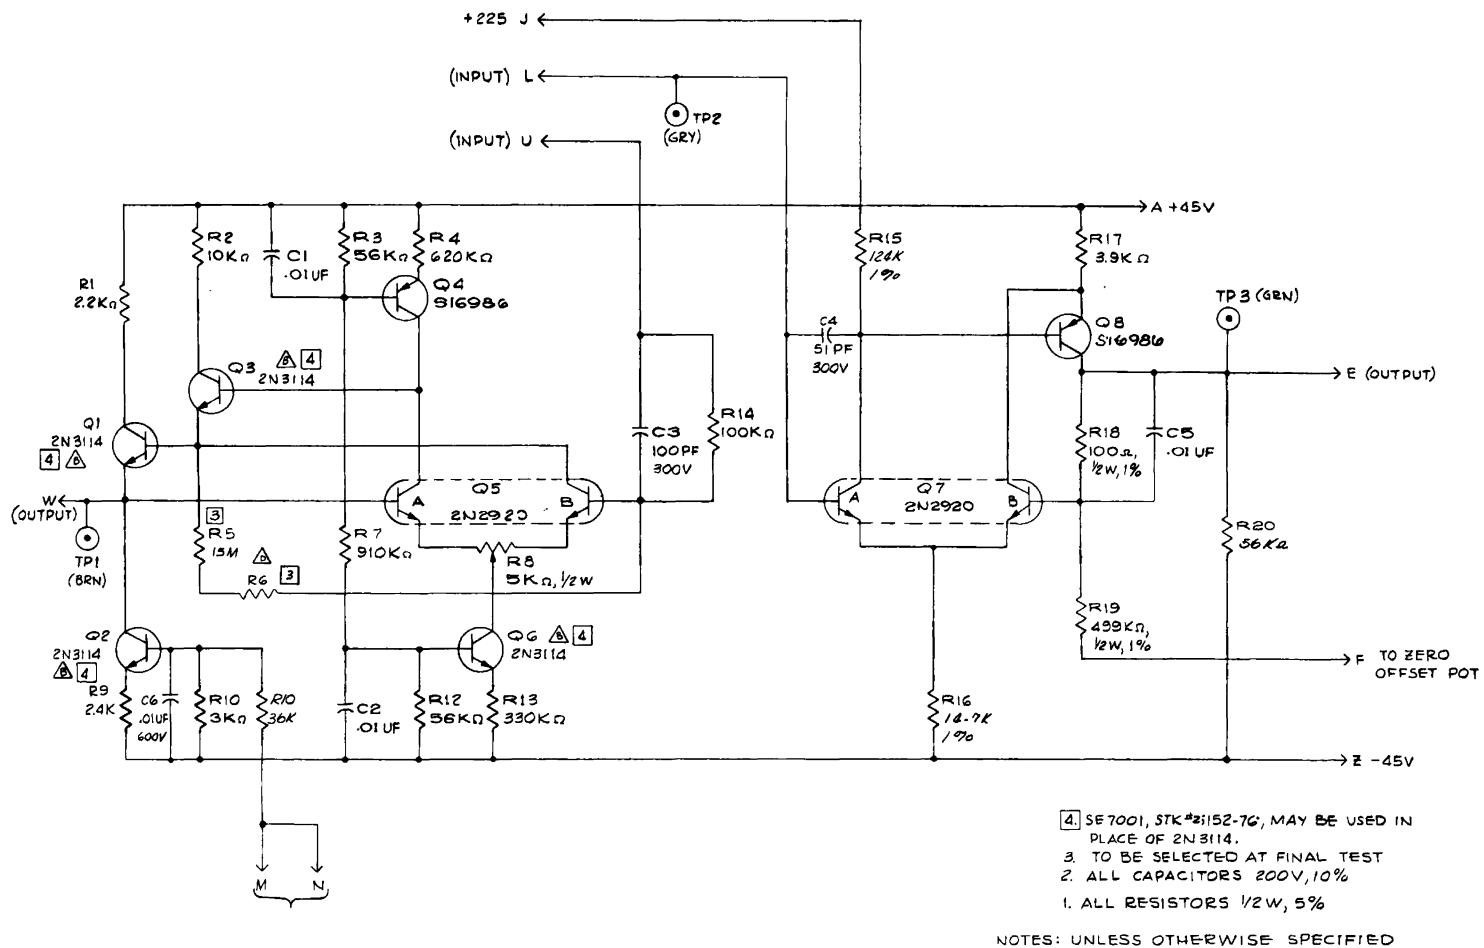 +225 J
(INPUT) L
TP2
(GRY)
(INPUT) U
A +45V
R2
10KΩ
C1
.01UF
R3
56KΩ
R4
620KΩ
R15
124K
1%
R17
3.9KΩ
R1
2.2KΩ
Q4
S16986
TP3 (GRN)
C4
51 PF
300V
Q8
S16986
Q3
B 4
2N3114
E (OUTPUT)
Q1
2N3114
4 B
C3
100PF
300V
R14
100KΩ
R18
100Ω,
1/2W, 1%
C5
.01 UF
W
(OUTPUT)
A Q5 B
2N2920
A Q7 B
2N2920
TP1
(BRN)
3
R5
15M
R6
D 3
R7
910KΩ
R8
5KΩ, 1/2W
R20
56KΩ
R19
499KΩ,
1/2W, 1%
Q2
2N3114
B 4
Q6 B 4
2N3114
F TO ZERO
OFFSET POT
R9
2.4K
C6
.01UF
600V
R10
3KΩ
R10
36K
C2
.01 UF
R12
56KΩ
R13
330KΩ
R16
14.7K
1%
Z -45V
M N
4. SE7001, STK#21152-76, MAY BE USED IN
PLACE OF 2N3114.
3. TO BE SELECTED AT FINAL TEST
2. ALL CAPACITORS 200V, 10%
1. ALL RESISTORS 1/2W, 5%
NOTES: UNLESS OTHERWISE SPECIFIED